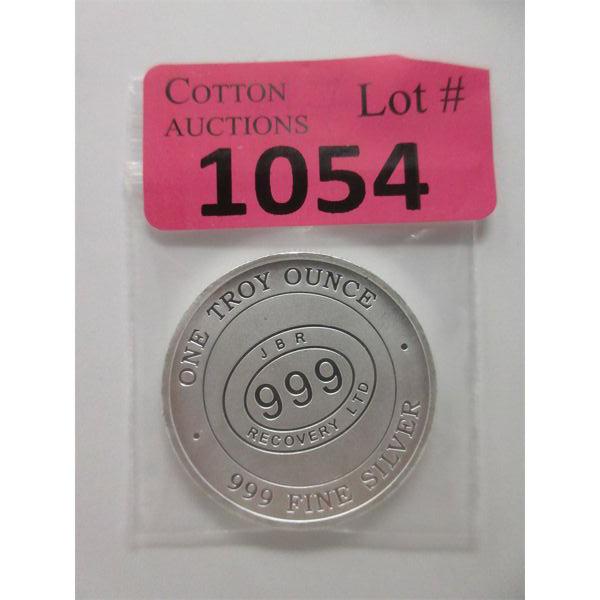 COTTON
AUCTIONS
Lot #
1054
ONE TROY OUNCE
JBR
999
RECOVERY LTD
999 FINE SILVER